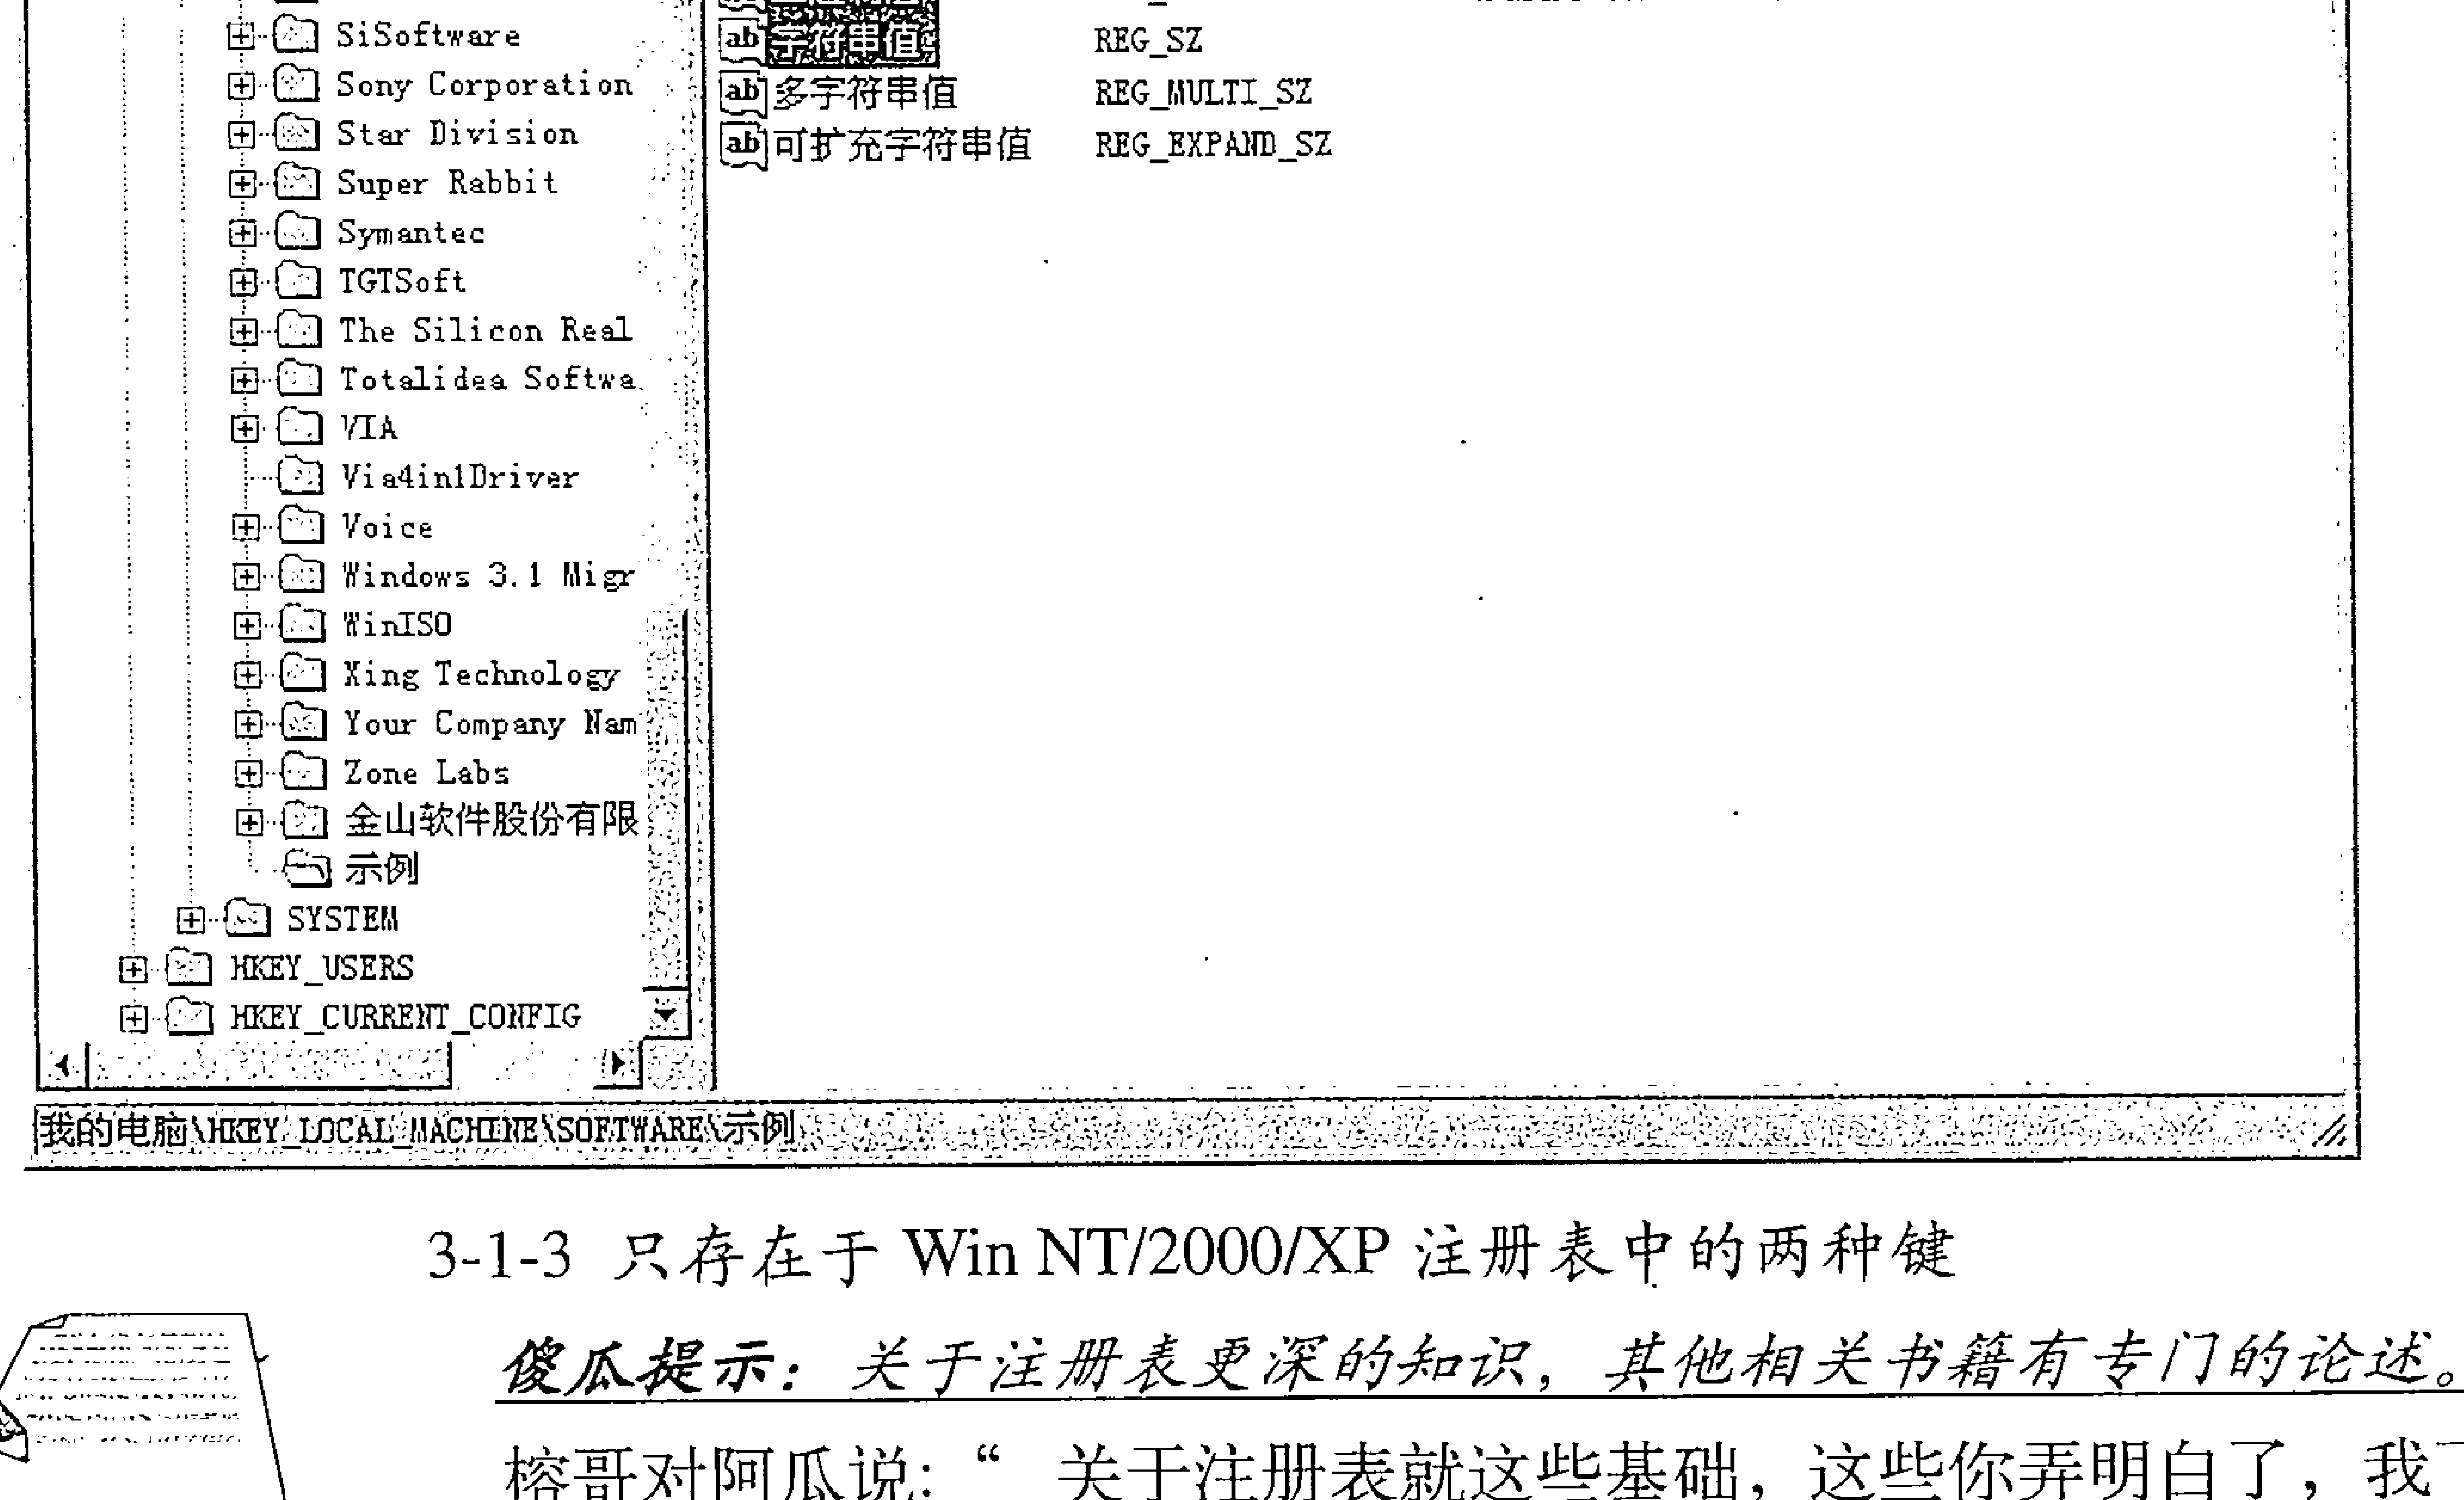 SiSoftware
Sony Corporation
Star Division
Super Rabbit
Symantec
TGTSoft
The Silicon Real
Totalidea Softwa
VIA
Via4in1Driver
Voice
Windows 3.1 Migr
WinISO
Xing Technology
Your Company Nam
Zone Labs
金山软件股份有限
示例
SYSTEM
HKEY_USERS
HKEY_CURRENT_CONFIG
ab 字符串值 REG_SZ
ab 多字符串值 REG_MULTI_SZ
ab 可扩充字符串值 REG_EXPAND_SZ
我的电脑\HKEY_LOCAL_MACHINE\SOFTWARE\示例
3-1-3 只存在于 Win NT/2000/XP 注册表中的两种键
傻瓜提示：关于注册表更深的知识，其他相关书籍有专门的论述。
榕哥对阿瓜说：“ 关于注册表就这些基础，这些你弄明白了，我